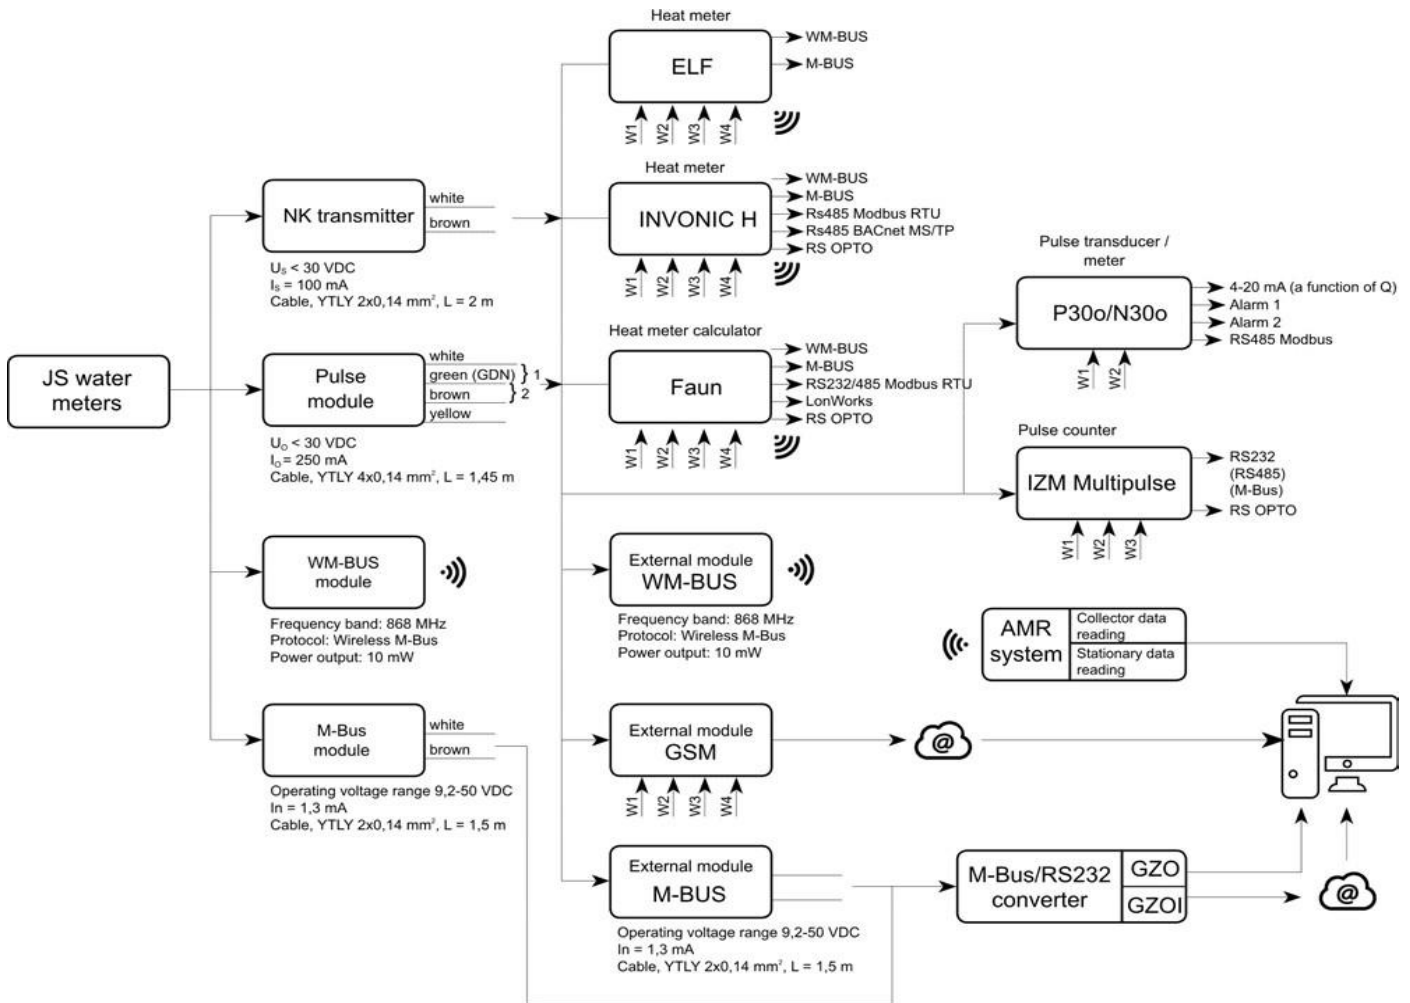 JS water
meters
NK transmitter
white
brown
Uₛ < 30 VDC
Iₛ = 100 mA
Cable, YTLY 2x0,14 mm², L = 2 m
Pulse
module
white
green (GDN) } 1
brown } 2
yellow
U₀ < 30 VDC
I₀ = 250 mA
Cable, YTLY 4x0,14 mm², L = 1,45 m
WM-BUS
module
Frequency band: 868 MHz
Protocol: Wireless M-Bus
Power output: 10 mW
M-Bus
module
white
brown
Operating voltage range 9,2-50 VDC
In = 1,3 mA
Cable, YTLY 2x0,14 mm², L = 1,5 m
Heat meter
ELF
WM-BUS
M-BUS
W1 W2 W3 W4
Heat meter
INVONIC H
WM-BUS
M-BUS
Rs485 Modbus RTU
Rs485 BACnet MS/TP
RS OPTO
W1 W2 W3 W4
Heat meter calculator
Faun
WM-BUS
M-BUS
RS232/485 Modbus RTU
LonWorks
RS OPTO
W1 W2 W3 W4
External module
WM-BUS
Frequency band: 868 MHz
Protocol: Wireless M-Bus
Power output: 10 mW
External module
GSM
W1 W2 W3 W4
@
External module
M-BUS
Operating voltage range 9,2-50 VDC
In = 1,3 mA
Cable, YTLY 2x0,14 mm², L = 1,5 m
Pulse transducer /
meter
P30o/N30o
4-20 mA (a function of Q)
Alarm 1
Alarm 2
RS485 Modbus
W1 W2
Pulse counter
IZM Multipulse
RS232
(RS485)
(M-Bus)
RS OPTO
W1 W2 W3
AMR
system
Collector data
reading
Stationary data
reading
M-Bus/RS232
converter
GZO
GZOI
@